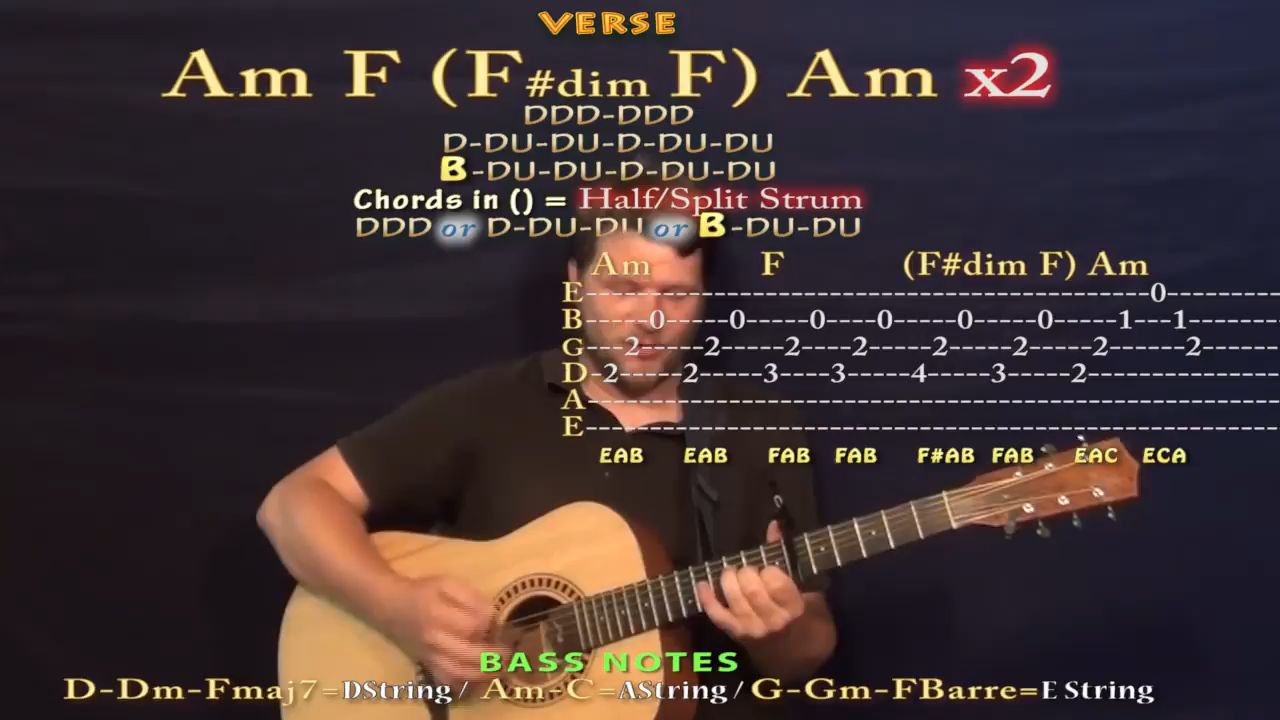 VERSE
Am F (F#dim F) Am x2
DDD-DDD
D-DU-DU-D-DU-DU
B-DU-DU-D-DU-DU
Chords in () = Half/Split Strum
DDD or D-DU-DU or B-DU-DU
Am F (F#dim F) Am
E-----------------------------------------0--------
B-----0-----0-----0----0-----0-----0-----1---1-------
G---2-----2-----2----2-----2-----2-----2------2------
D-2-----2-----3----3-----4-----3-----2---------------
A----------------------------------------------------
E----------------------------------------------------
EAB EAB FAB FAB F#AB FAB EAC ECA
BASS NOTES
D-Dm-Fmaj7=DString / Am-C=AString / G-Gm-FBarre=E String